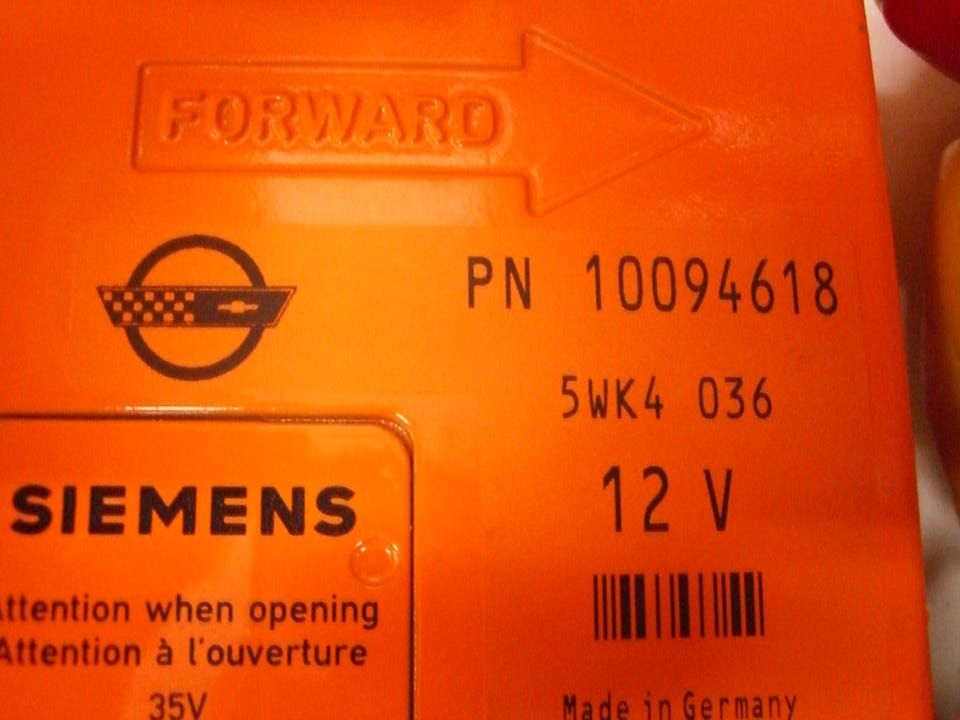 FORWARD
PN 10094618
5WK4 036
12 V
SIEMENS
Attention when opening
Attention à l'ouverture
35V
Made in Germany